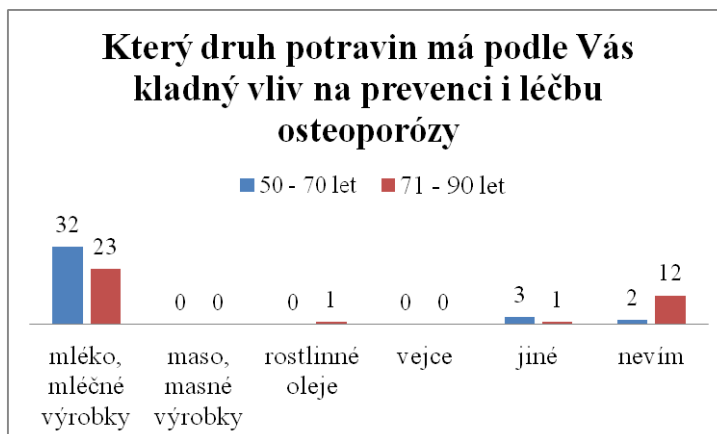 Který druh potravin má podle Vás
kladný vliv na prevenci i léčbu
osteoporózy
50 - 70 let 71 - 90 let
32 23 0 0 0 1 0 0 3 1 2 12
mléko, mléčné výrobky
maso, masné výrobky
rostlinné oleje
vejce
jiné
nevím